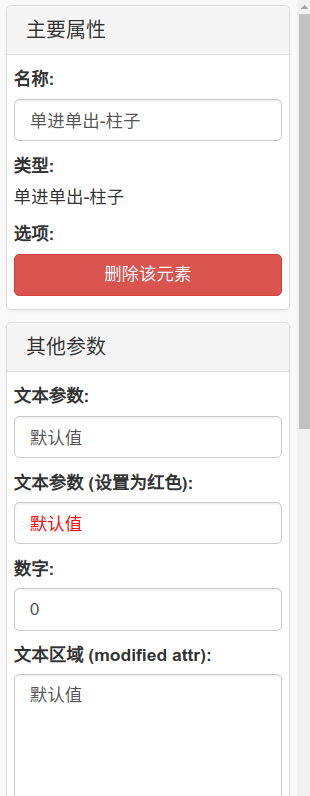 主要属性
名称:
单进单出-柱子
类型:
单进单出-柱子
选项:
删除该元素
其他参数
文本参数:
默认值
文本参数 (设置为红色):
默认值
数字:
0
文本区域 (modified attr):
默认值